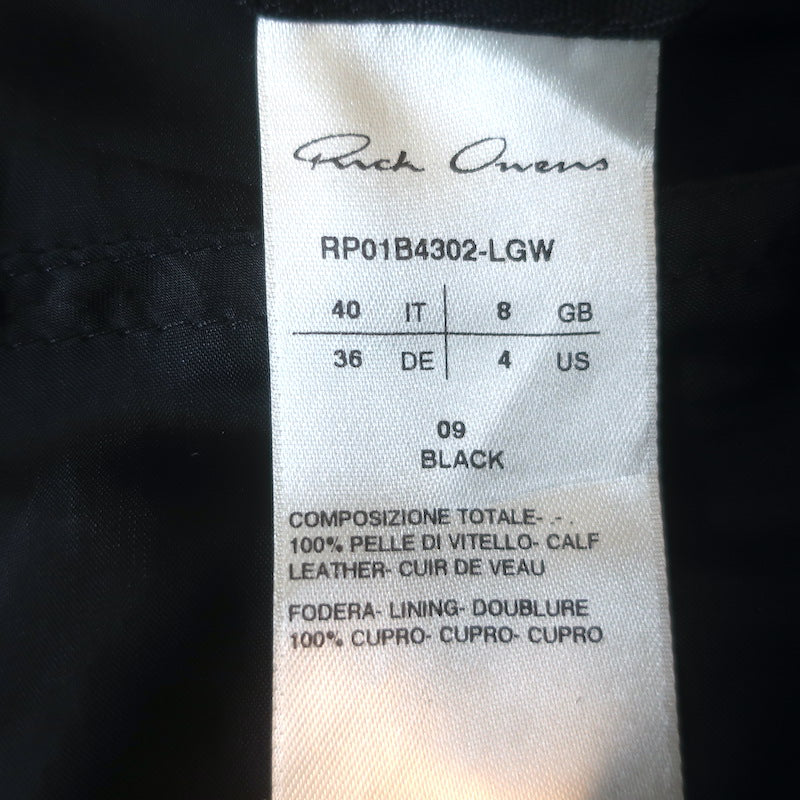 Rick Owens
RP01B4302-LGW
40 IT 8 GB
36 DE 4 US
09
BLACK
COMPOSIZIONE TOTALE- .- .
100% PELLE DI VITELLO- CALF
LEATHER- CUIR DE VEAU
FODERA- LINING- DOUBLURE
100% CUPRO- CUPRO- CUPRO